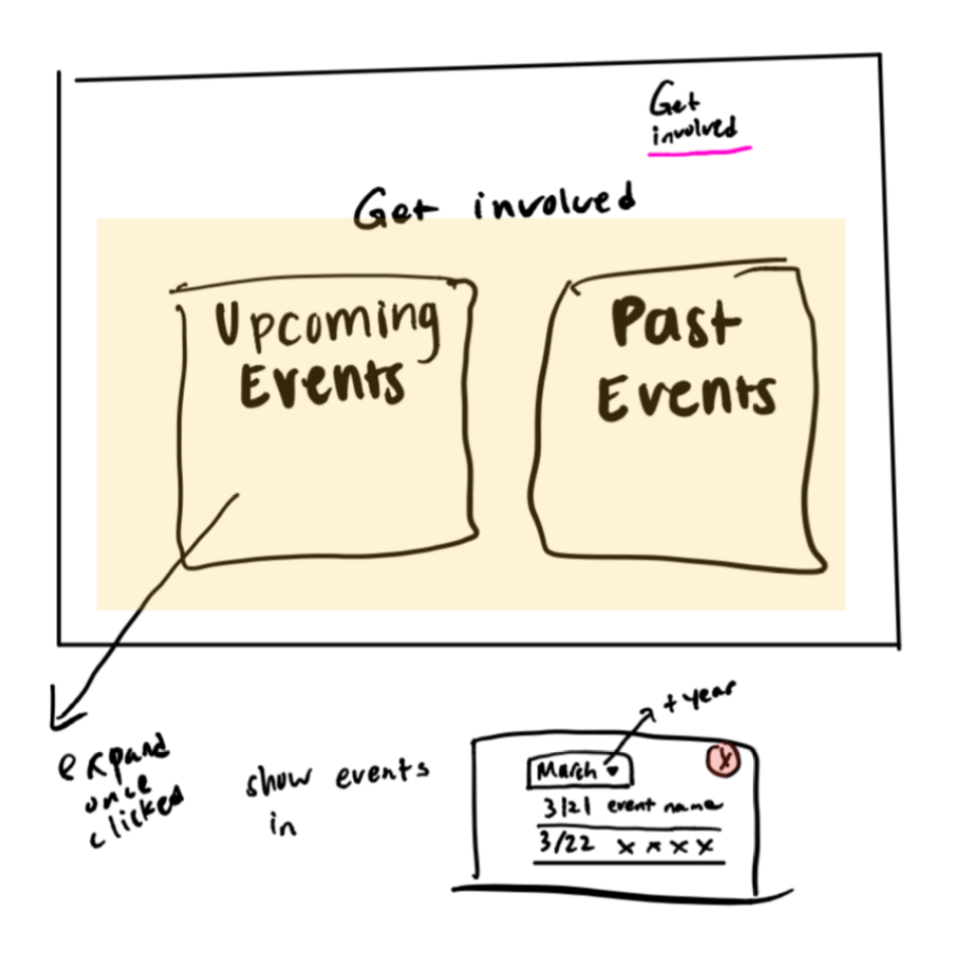 Get
involved
Get involved
Upcoming
Events
Past
Events
expand
once
clicked
show events
in
+ year
March
X
3/21 event name
3/22 x x x x